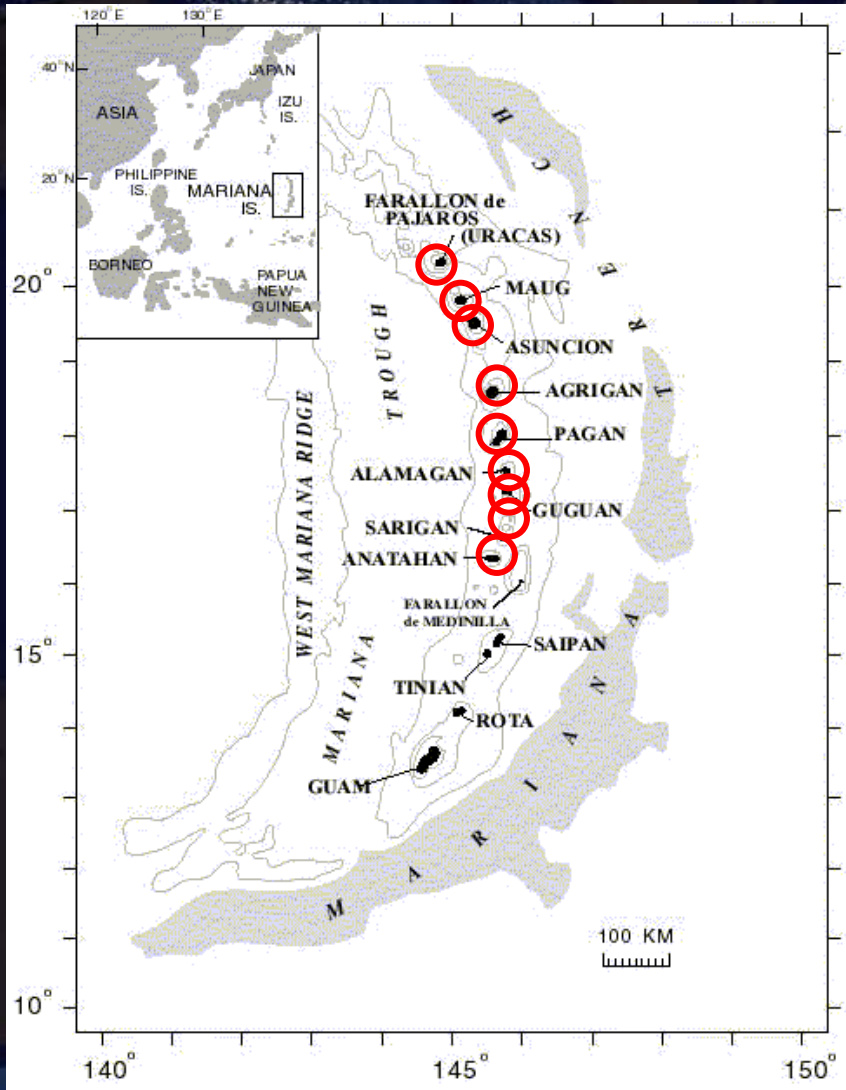 120°E
130°E
40°N
JAPAN
ASIA
IZU
IS.
20°N
PHILIPPINE
IS.
MARIANA
IS.
BORNEO
PAPUA
NEW
GUINEA
FARALLON de
PAJAROS
(URACAS)
20°
MAUG
ASUNCION
AGRIGAN
PAGAN
ALAMAGAN
GUGUAN
SARIGAN
ANATAHAN
FARALLON
de MEDINILLA
SAIPAN
15°
TINIAN
ROTA
GUAM
WEST MARIANA RIDGE
MARIANA TROUGH
MARIANA TRENCH
100 KM
10°
140°
145°
150°